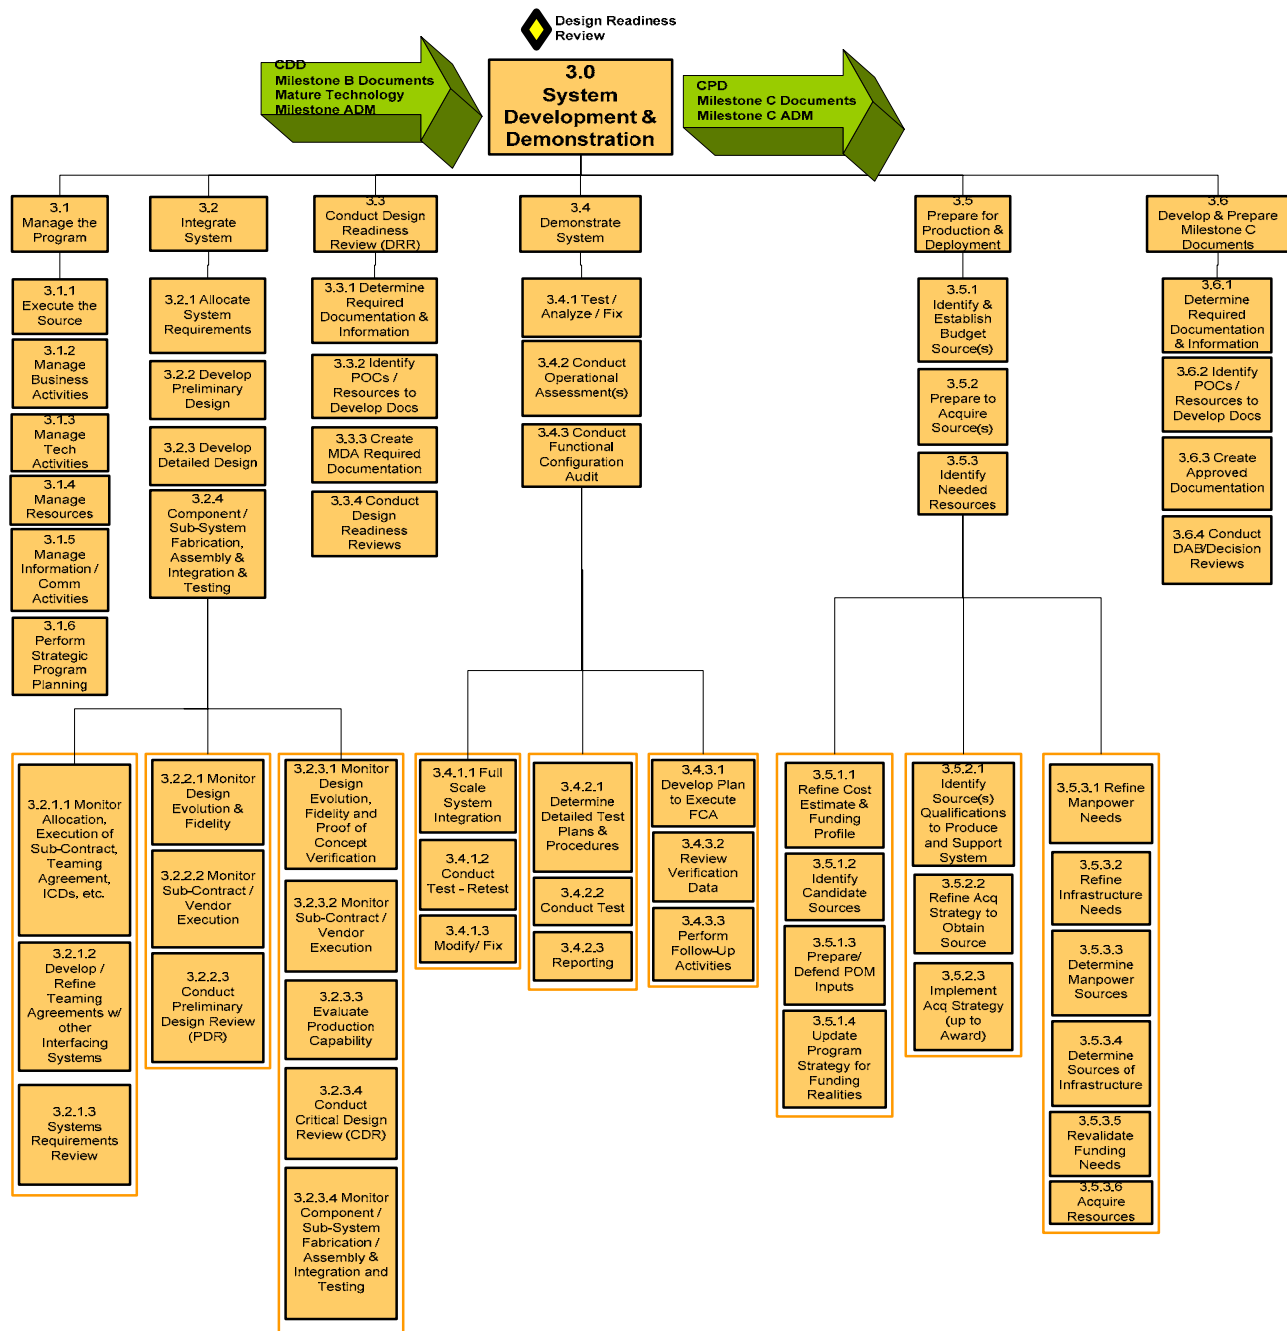 Design Readiness
Review
CDD
Milestone B Documents
Mature Technology
Milestone ADM
3.0
System
Development &
Demonstration
CPD
Milestone C Documents
Milestone C ADM
3.1
Manage the
Program
3.2
Integrate
System
3.3
Conduct Design
Readiness
Review (DRR)
3.4
Demonstrate
System
3.5
Prepare for
Production &
Deployment
3.6
Develop & Prepare
Milestone C
Documents
3.1.1
Execute the
Source
3.1.2
Manage
Business
Activities
3.1.3
Manage
Tech
Activities
3.1.4
Manage
Resources
3.1.5
Manage
Information /
Comm
Activities
3.1.6
Perform
Strategic
Program
Planning
3.2.1 Allocate
System
Requirements
3.2.2 Develop
Preliminary
Design
3.2.3 Develop
Detailed Design
3.2.4
Component /
Sub-System
Fabrication,
Assembly &
Integration &
Testing
3.3.1 Determine
Required
Documentation &
Information
3.3.2 Identify
POCs /
Resources to
Develop Docs
3.3.3 Create
MDA Required
Documentation
3.3.4 Conduct
Design
Readiness
Reviews
3.4.1 Test /
Analyze / Fix
3.4.2 Conduct
Operational
Assessment(s)
3.4.3 Conduct
Functional
Configuration
Audit
3.5.1
Identify &
Establish
Budget
Source(s)
3.5.2
Prepare to
Acquire
Source(s)
3.5.3
Identify
Needed
Resources
3.6.1
Determine
Required
Documentation
& Information
3.6.2 Identify
POCs /
Resources to
Develop Docs
3.6.3 Create
Approved
Documentation
3.6.4 Conduct
DAB/Decision
Reviews
3.2.1.1 Monitor
Allocation,
Execution of
Sub-Contract,
Teaming
Agreement,
ICDs, etc.
3.2.1.2
Develop /
Refine
Teaming
Agreements w/
other
Interfacing
Systems
3.2.1.3
Systems
Requirements
Review
3.2.2.1 Monitor
Design
Evolution &
Fidelity
3.2.2.2 Monitor
Sub-Contract /
Vendor
Execution
3.2.2.3
Conduct
Preliminary
Design Review
(PDR)
3.2.3.1 Monitor
Design
Evolution,
Fidelity and
Proof of
Concept
Verification
3.2.3.2 Monitor
Sub-Contract /
Vendor
Execution
3.2.3.3
Evaluate
Production
Capability
3.2.3.4
Conduct
Critical Design
Review (CDR)
3.2.3.4 Monitor
Component /
Sub-System
Fabrication /
Assembly &
Integration and
Testing
3.4.1.1 Full
Scale
System
Integration
3.4.1.2
Conduct
Test - Retest
3.4.1.3
Modify/ Fix
3.4.2.1
Determine
Detailed Test
Plans &
Procedures
3.4.2.2
Conduct Test
3.4.2.3
Reporting
3.4.3.1
Develop Plan
to Execute
FCA
3.4.3.2
Review
Verification
Data
3.4.3.3
Perform
Follow-Up
Activities
3.5.1.1
Refine Cost
Estimate &
Funding
Profile
3.5.1.2
Identify
Candidate
Sources
3.5.1.3
Prepare/
Defend POM
Inputs
3.5.1.4
Update
Program
Strategy for
Funding
Realities
3.5.2.1
Identify
Source(s)
Qualifications
to Produce
and Support
System
3.5.2.2
Refine Acq
Strategy to
Obtain
Source
3.5.2.3
Implement
Acq Strategy
(up to
Award)
3.5.3.1 Refine
Manpower
Needs
3.5.3.2
Refine
Infrastructure
Needs
3.5.3.3
Determine
Manpower
Sources
3.5.3.4
Determine
Sources of
Infrastructure
3.5.3.5
Revalidate
Funding
Needs
3.5.3.6
Acquire
Resources